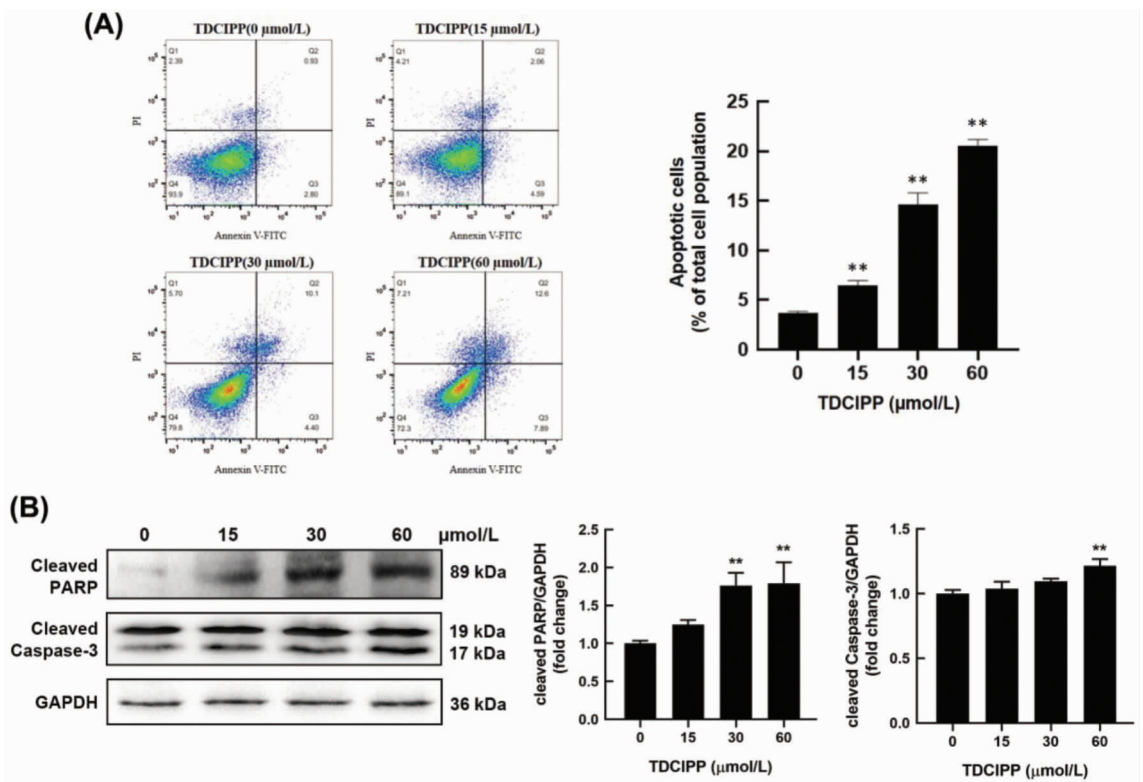 (A)
TDCIPP(0 µmol/L)
Q1
2.39
Q2
0.93
Q4
93.9
Q3
2.80
PI
Annexin V-FITC
TDCIPP(15 µmol/L)
Q1
4.21
Q2
2.06
Q4
89.1
Q3
4.59
PI
Annexin V-FITC
TDCIPP(30 µmol/L)
Q1
5.70
Q2
10.1
Q4
79.8
Q3
4.40
PI
Annexin V-FITC
TDCIPP(60 µmol/L)
Q1
7.21
Q2
12.6
Q4
72.3
Q3
7.89
PI
Annexin V-FITC
Apoptotic cells
(% of total cell population
25
20
15
10
5
0
**
**
**
0 15 30 60
TDCIPP (µmol/L)
(B)
0 15 30 60 µmol/L
Cleaved
PARP
89 kDa
Cleaved
Caspase-3
19 kDa
17 kDa
GAPDH
36 kDa
cleaved PARP/GAPDH
(fold change)
2.5
2.0
1.5
1.0
0.5
0.0
** **
0 15 30 60
TDCIPP (µmol/L)
cleaved Caspase-3/GAPDH
(fold change)
1.5
1.0
0.5
0.0
**
0 15 30 60
TDCIPP (µmol/L)